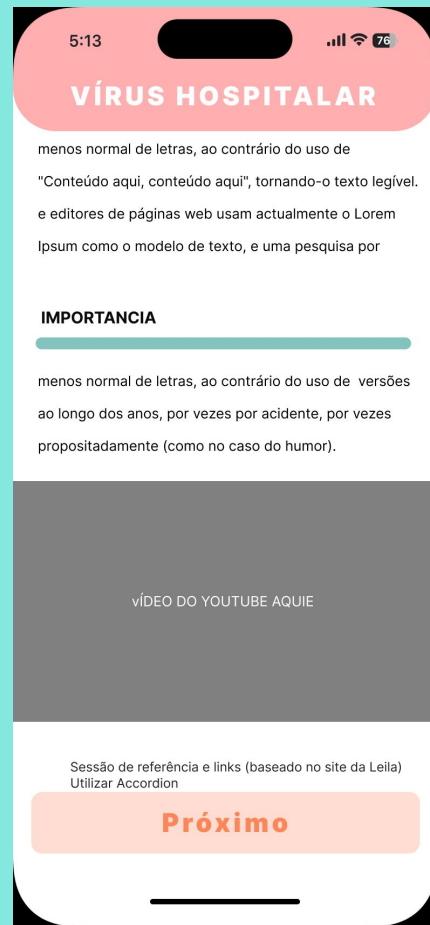 5:13
76
VÍRUS HOSPITALAR
menos normal de letras, ao contrário do uso de
"Conteúdo aqui, conteúdo aqui", tornando-o texto legível.
e editores de páginas web usam actualmente o Lorem
Ipsum como o modelo de texto, e uma pesquisa por
IMPORTANCIA
menos normal de letras, ao contrário do uso de  versões
ao longo dos anos, por vezes por acidente, por vezes
propositadamente (como no caso do humor).
vÍDEO DO YOUTUBE AQUIE
Sessão de referência e links (baseado no site da Leila)
Utilizar Accordion
Próximo